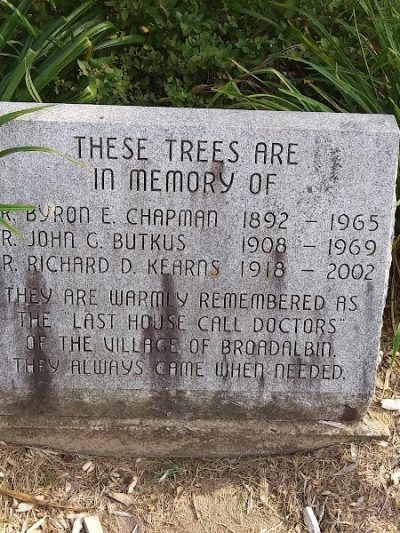 THESE TREES ARE
IN MEMORY OF
R. BYRON E. CHAPMAN 1892 – 1965
R. JOHN G. BUTKUS 1908 – 1969
R. RICHARD D. KEARNS 1918 – 2002
THEY ARE WARMLY REMEMBERED AS
THE "LAST HOUSE CALL DOCTORS"
OF THE VILLAGE OF BROADALBIN.
THEY ALWAYS CAME WHEN NEEDED.